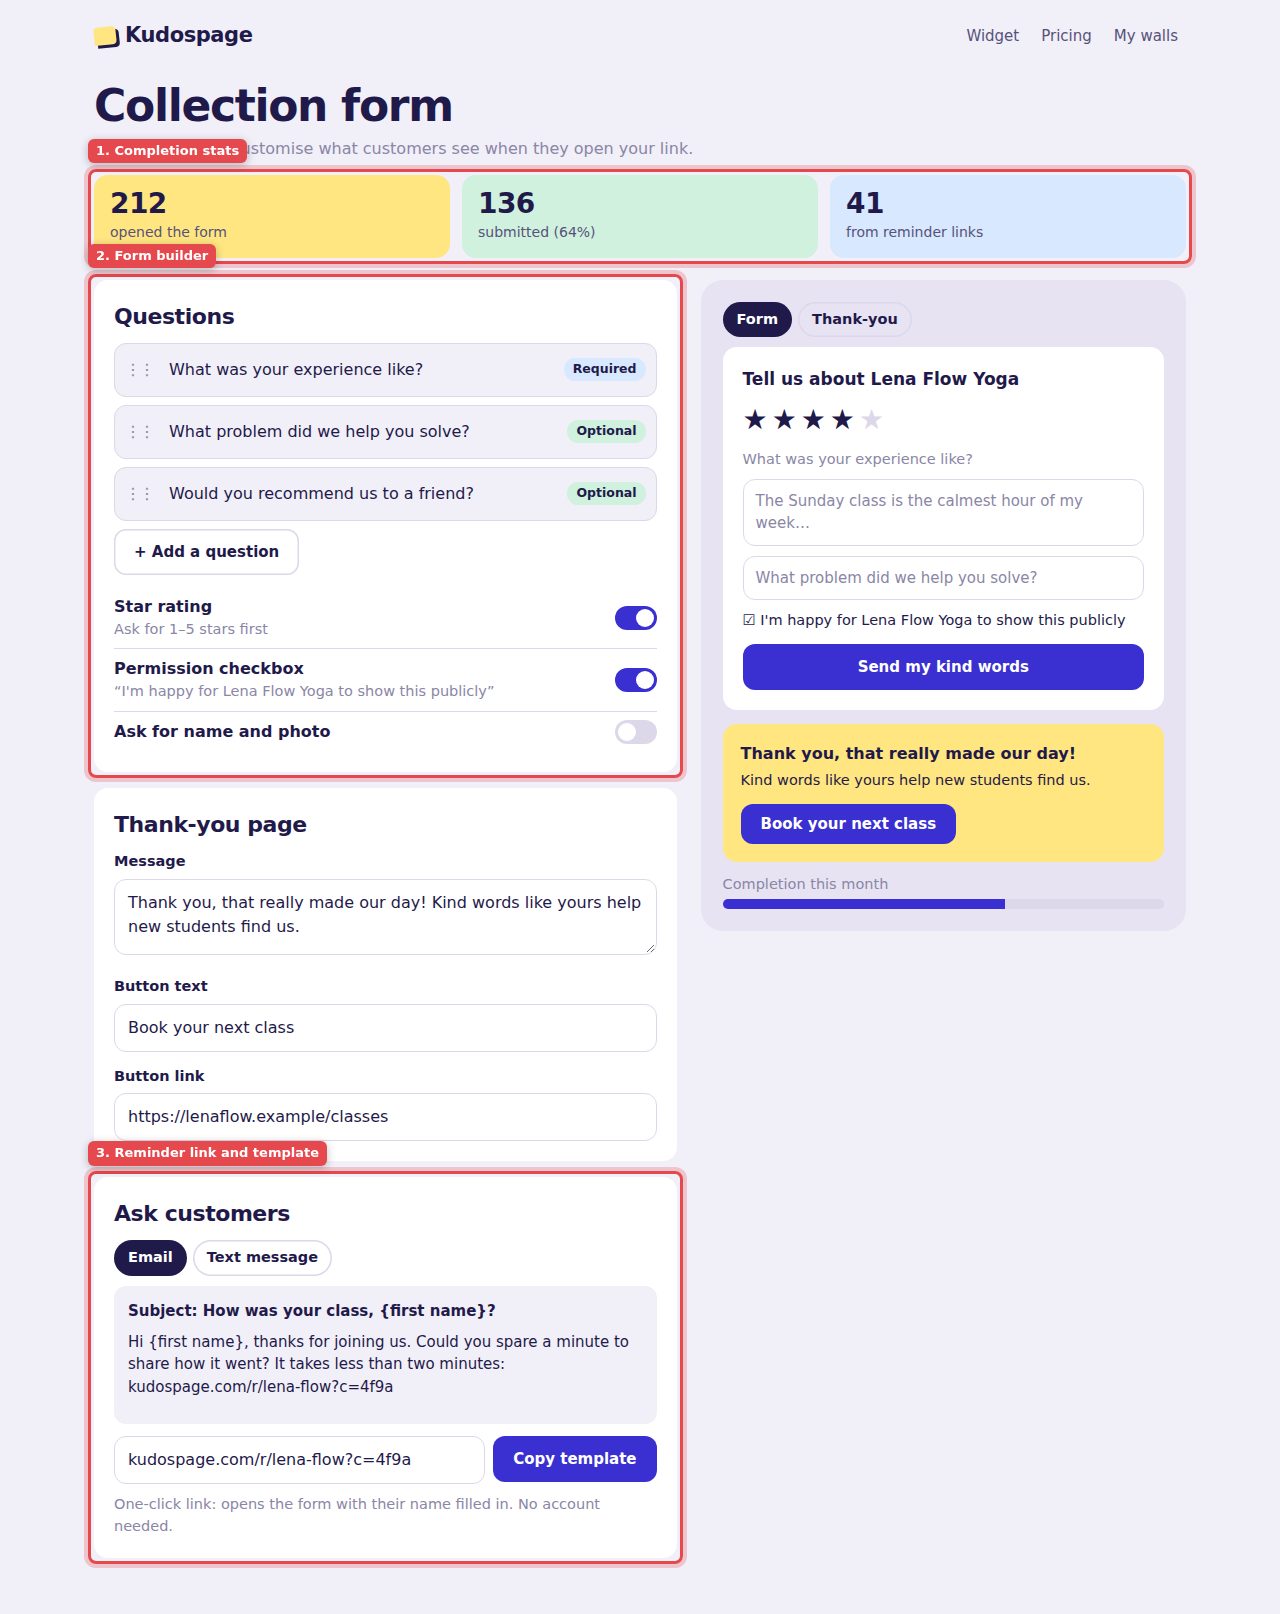 Kudospage
Widget
Pricing
My walls
Collection form
1. Completion stats
what customers see when they open your link.
212
opened the form
136
submitted (64%)
41
from reminder links
2. Form builder
Questions
What was your experience like?
Required
What problem did we help you solve?
Optional
Would you recommend us to a friend?
Optional
+ Add a question
Star rating
Ask for 1–5 stars first
Permission checkbox
“I'm happy for Lena Flow Yoga to show this publicly”
Ask for name and photo
Form
Thank-you
Tell us about Lena Flow Yoga
★★★★★
What was your experience like?
The Sunday class is the calmest hour of my
week…
What problem did we help you solve?
☑ I'm happy for Lena Flow Yoga to show this publicly
Send my kind words
Thank you, that really made our day!
Kind words like yours help new students find us.
Book your next class
Completion this month
Thank-you page
Message
Thank you, that really made our day! Kind words like yours help
new students find us.
Button text
Book your next class
Button link
https://lenaflow.example/classes
3. Reminder link and template
Ask customers
Email
Text message
Subject: How was your class, {first name}?
Hi {first name}, thanks for joining us. Could you spare a minute to
share how it went? It takes less than two minutes:
kudospage.com/r/lena-flow?c=4f9a
kudospage.com/r/lena-flow?c=4f9a
Copy template
One-click link: opens the form with their name filled in. No account
needed.